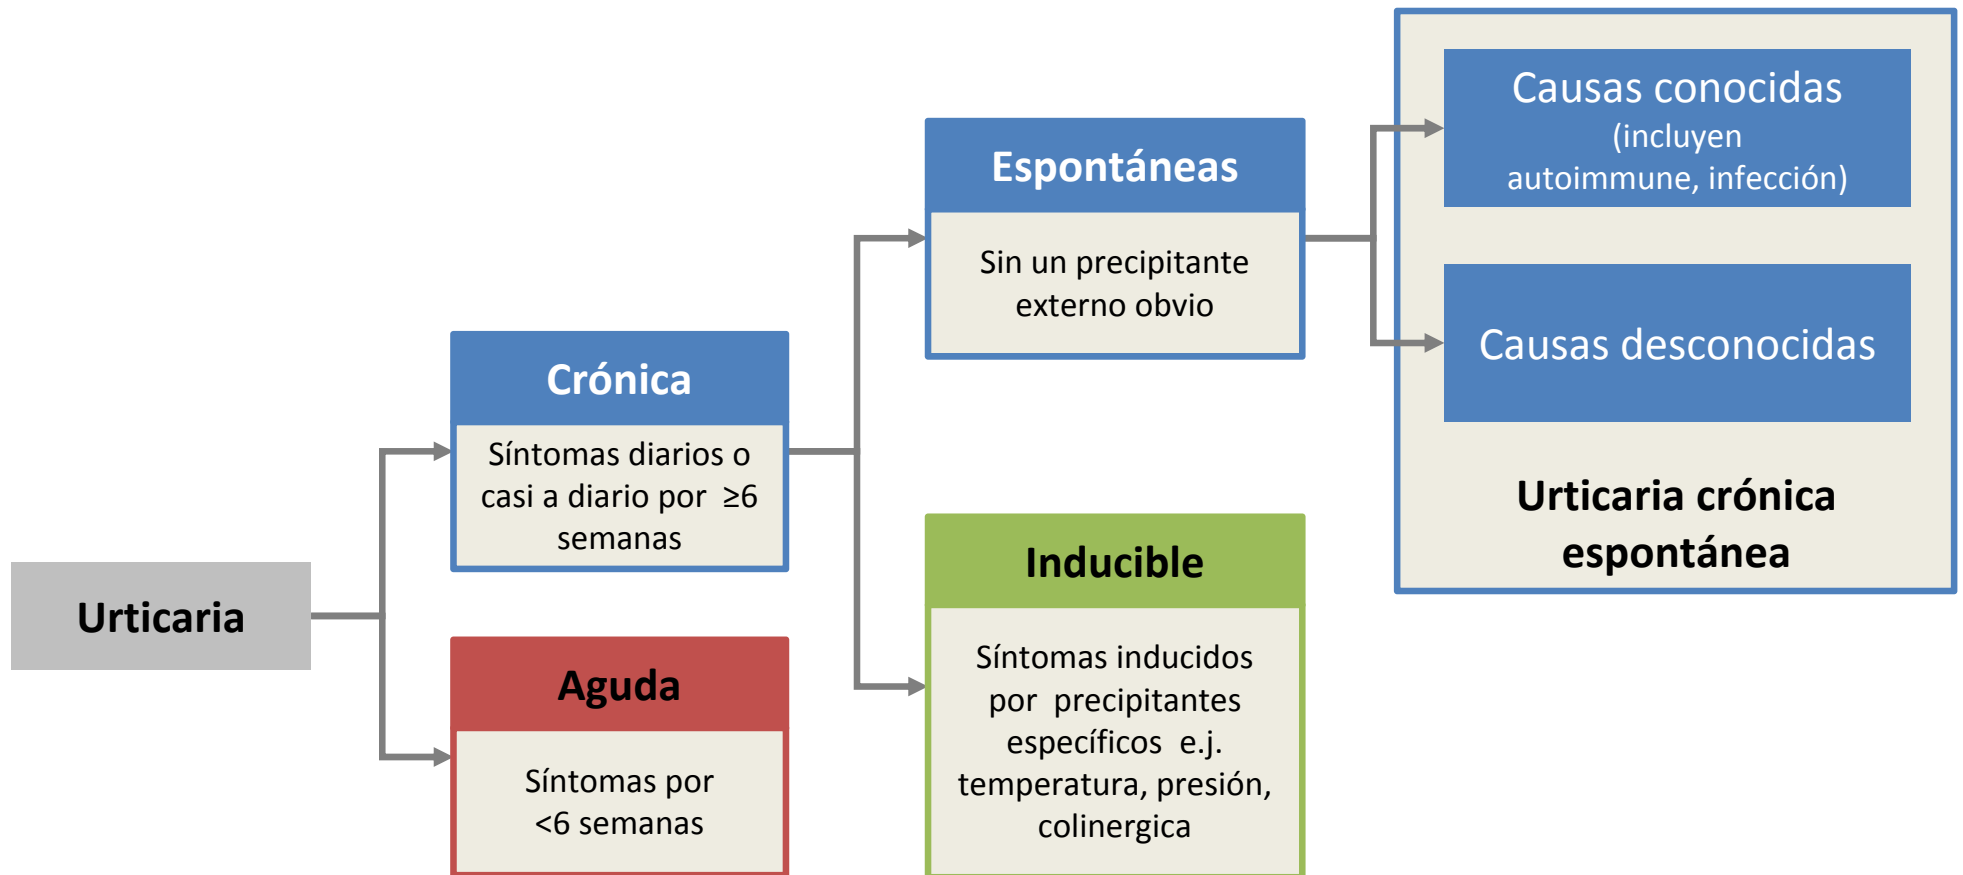 Urticaria
Crónica
Síntomas diarios o
casi a diario por ≥6
semanas
Aguda
Síntomas por
<6 semanas
Espontáneas
Sin un precipitante
externo obvio
Inducible
Síntomas inducidos
por precipitantes
específicos e.j.
temperatura, presión,
colinergica
Causas conocidas
(incluyen
autoimmune, infección)
Causas desconocidas
Urticaria crónica
espontánea